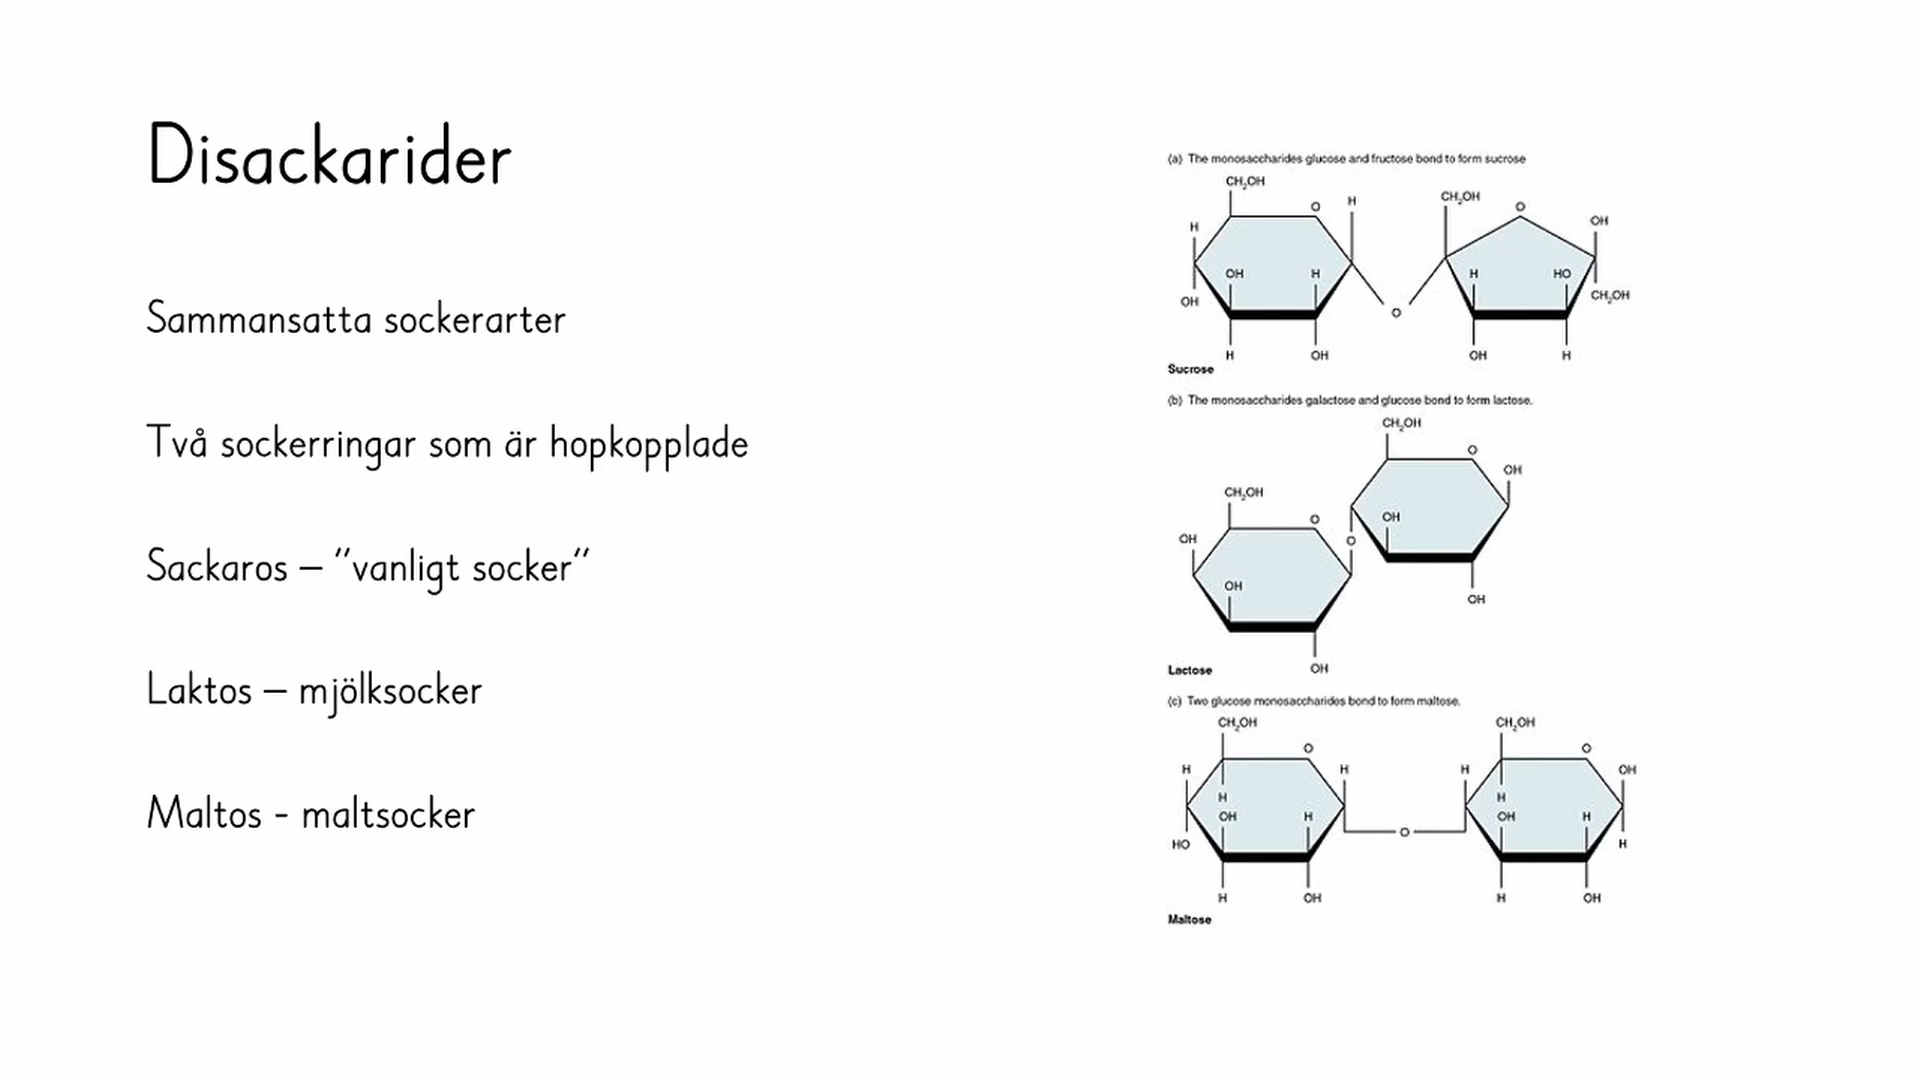 Disackarider
Sammansatta sockerarter
Två sockerringar som är hopkopplade
Sackaros – ”vanligt socker”
Laktos – mjölksocker
Maltos - maltsocker
(a) The monosaccharides glucose and fructose bond to form sucrose
CH2OH
H
CH2OH
O
O
H
OH
OH
H
H
HO
OH
CH2OH
O
H
OH
OH
H
Sucrose
(b) The monosaccharides galactose and glucose bond to form lactose.
CH2OH
O
OH
CH2OH
OH
O
OH
O
OH
OH
OH
Lactose
(c) Two glucose monosaccharides bond to form maltose.
CH2OH
CH2OH
O
O
H
H
H
OH
H
H
OH
H
OH
H
O
HO
H
H
OH
H
OH
Maltose